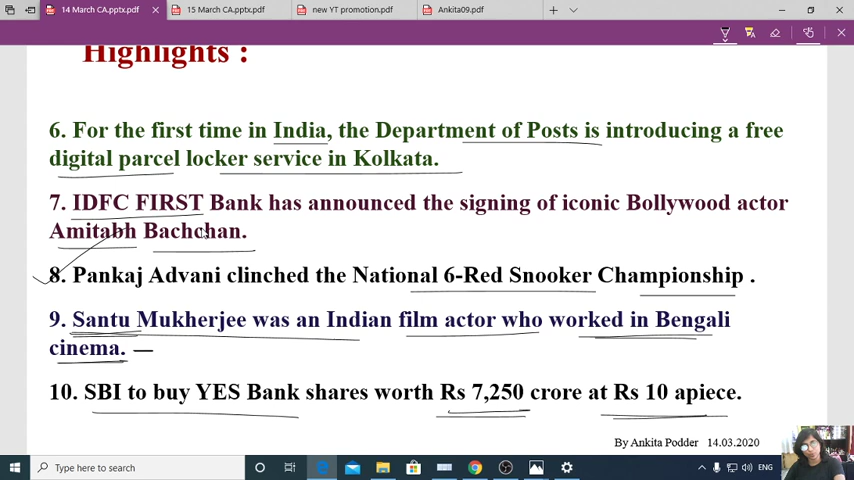 14 March CA.pptx.pdf
15 March CA.pptx.pdf
new YT promotion.pdf
Ankita09.pdf
Highlights :
6. For the first time in India, the Department of Posts is introducing a free
digital parcel locker service in Kolkata.
7. IDFC FIRST Bank has announced the signing of iconic Bollywood actor
Amitabh Bachchan.
8. Pankaj Advani clinched the National 6-Red Snooker Championship .
9. Santu Mukherjee was an Indian film actor who worked in Bengali
cinema.
10. SBI to buy YES Bank shares worth Rs 7,250 crore at Rs 10 apiece.
By Ankita Podder 14.03.2020
Type here to search
ENG